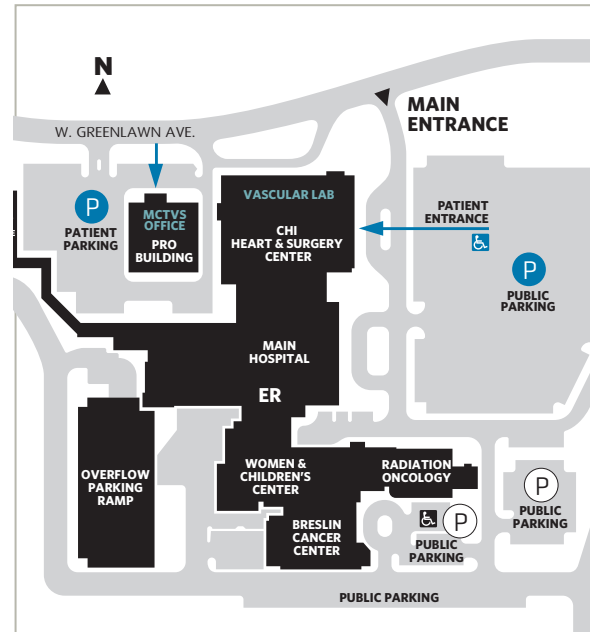 N
MAIN
ENTRANCE
W. GREENLAWN AVE.
P
PATIENT
PARKING
MCTVS
OFFICE
PRO
BUILDING
VASCULAR LAB
CHI
HEART & SURGERY
CENTER
PATIENT
ENTRANCE
P
PUBLIC
PARKING
E
MAIN
HOSPITAL
ER
OVERFLOW
PARKING
RAMP
WOMEN &
CHILDREN'S
CENTER
RADIATION
ONCOLOGY
BRESLIN
CANCER
CENTER
P
PUBLIC
PARKING
P
PUBLIC
PARKING
PUBLIC PARKING